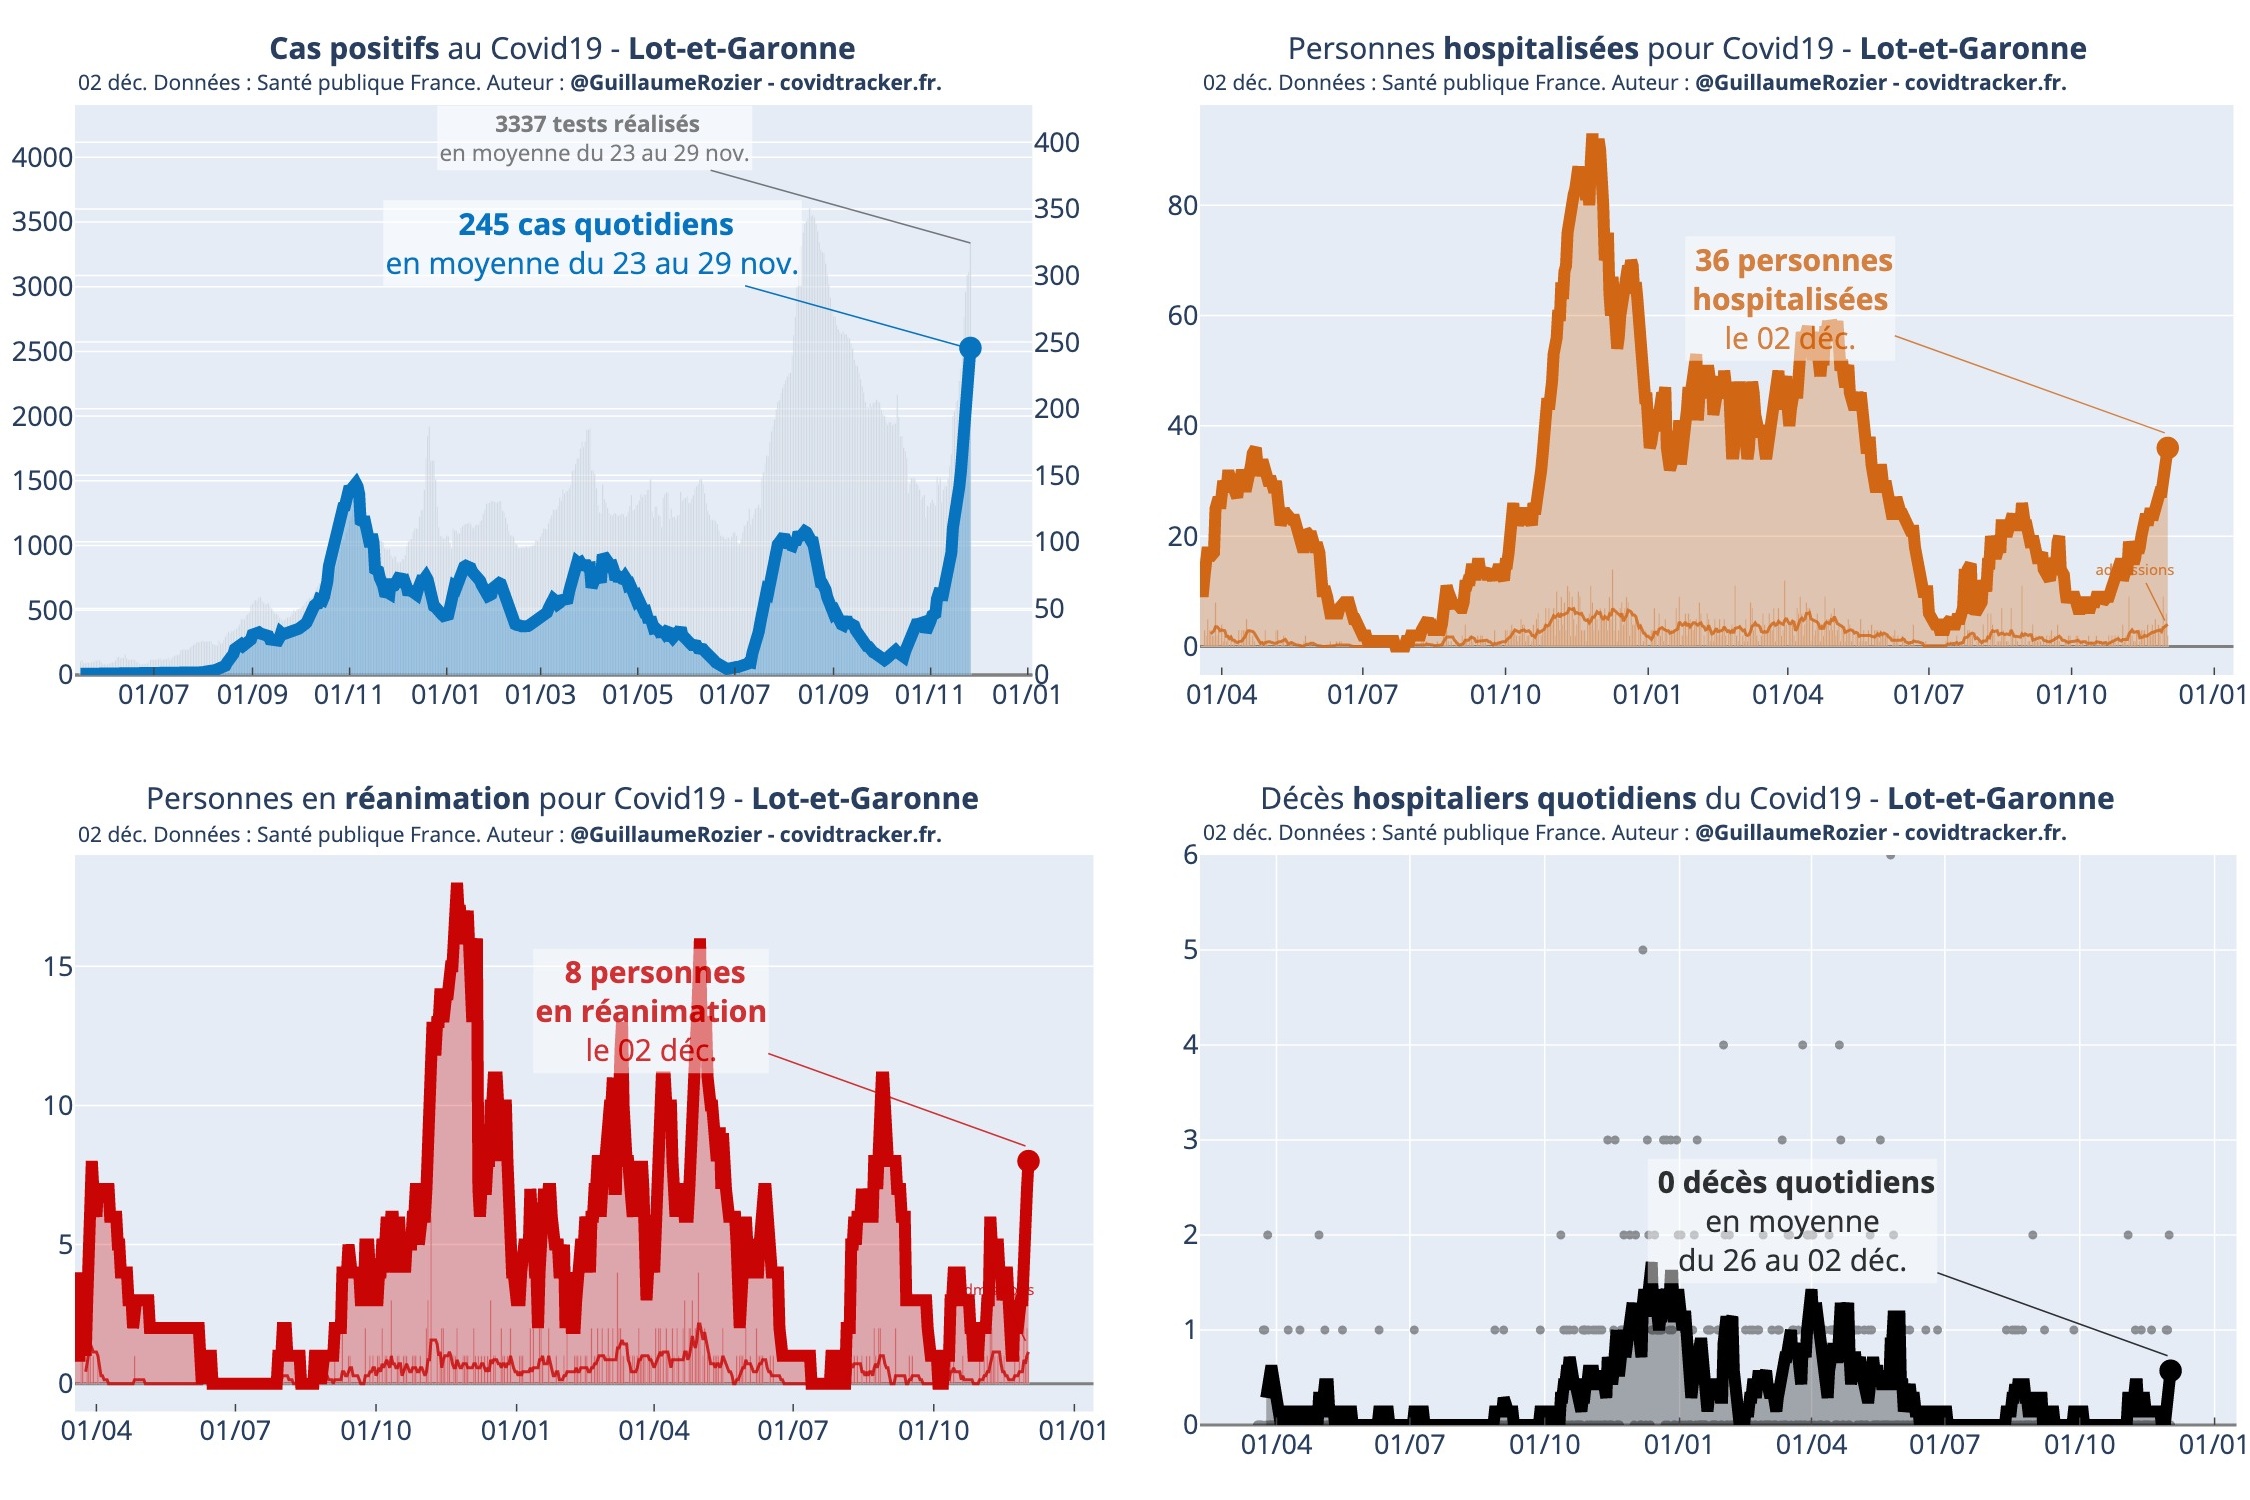 Cas positifs au Covid19 - Lot-et-Garonne
02 déc. Données : Santé publique France. Auteur : @GuillaumeRozier - covidtracker.fr.
3337 tests réalisés
en moyenne du 23 au 29 nov.
245 cas quotidiens
en moyenne du 23 au 29 nov.
4000
3500
3000
2500
2000
1500
1000
500
0
400
350
300
250
200
150
100
50
0
01/07 01/09 01/11 01/01 01/03 01/05 01/07 01/09 01/11 01/01
Personnes hospitalisées pour Covid19 - Lot-et-Garonne
02 déc. Données : Santé publique France. Auteur : @GuillaumeRozier - covidtracker.fr.
36 personnes
hospitalisées
le 02 déc.
80
60
40
20
0
01/04 01/07 01/10 01/01 01/04 01/07 01/10 01/01
Personnes en réanimation pour Covid19 - Lot-et-Garonne
02 déc. Données : Santé publique France. Auteur : @GuillaumeRozier - covidtracker.fr.
8 personnes
en réanimation
le 02 déc.
15
10
5
0
01/04 01/07 01/10 01/01 01/04 01/07 01/10 01/01
Décès hospitaliers quotidiens du Covid19 - Lot-et-Garonne
02 déc. Données : Santé publique France. Auteur : @GuillaumeRozier - covidtracker.fr.
0 décès quotidiens
en moyenne
du 26 au 02 déc.
6
5
4
3
2
1
0
01/04 01/07 01/10 01/01 01/04 01/07 01/10 01/01